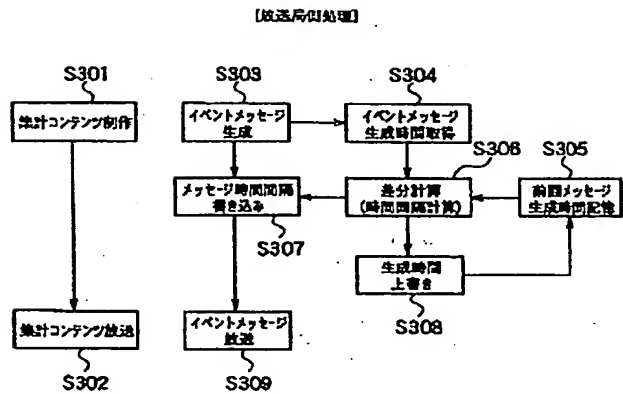 [放送局側処理]
S301
S303
S304
集計コンテンツ制作
イベントメッセージ
生成
イベントメッセージ
生成時間取得
S306
S305
メッセージ時間間隔
書き込み
差分計算
(時間間隔計算)
前回メッセージ
生成時間記憶
S307
生成時間
上書き
S308
集計コンテンツ放送
イベントメッセージ
放送
S302
S309